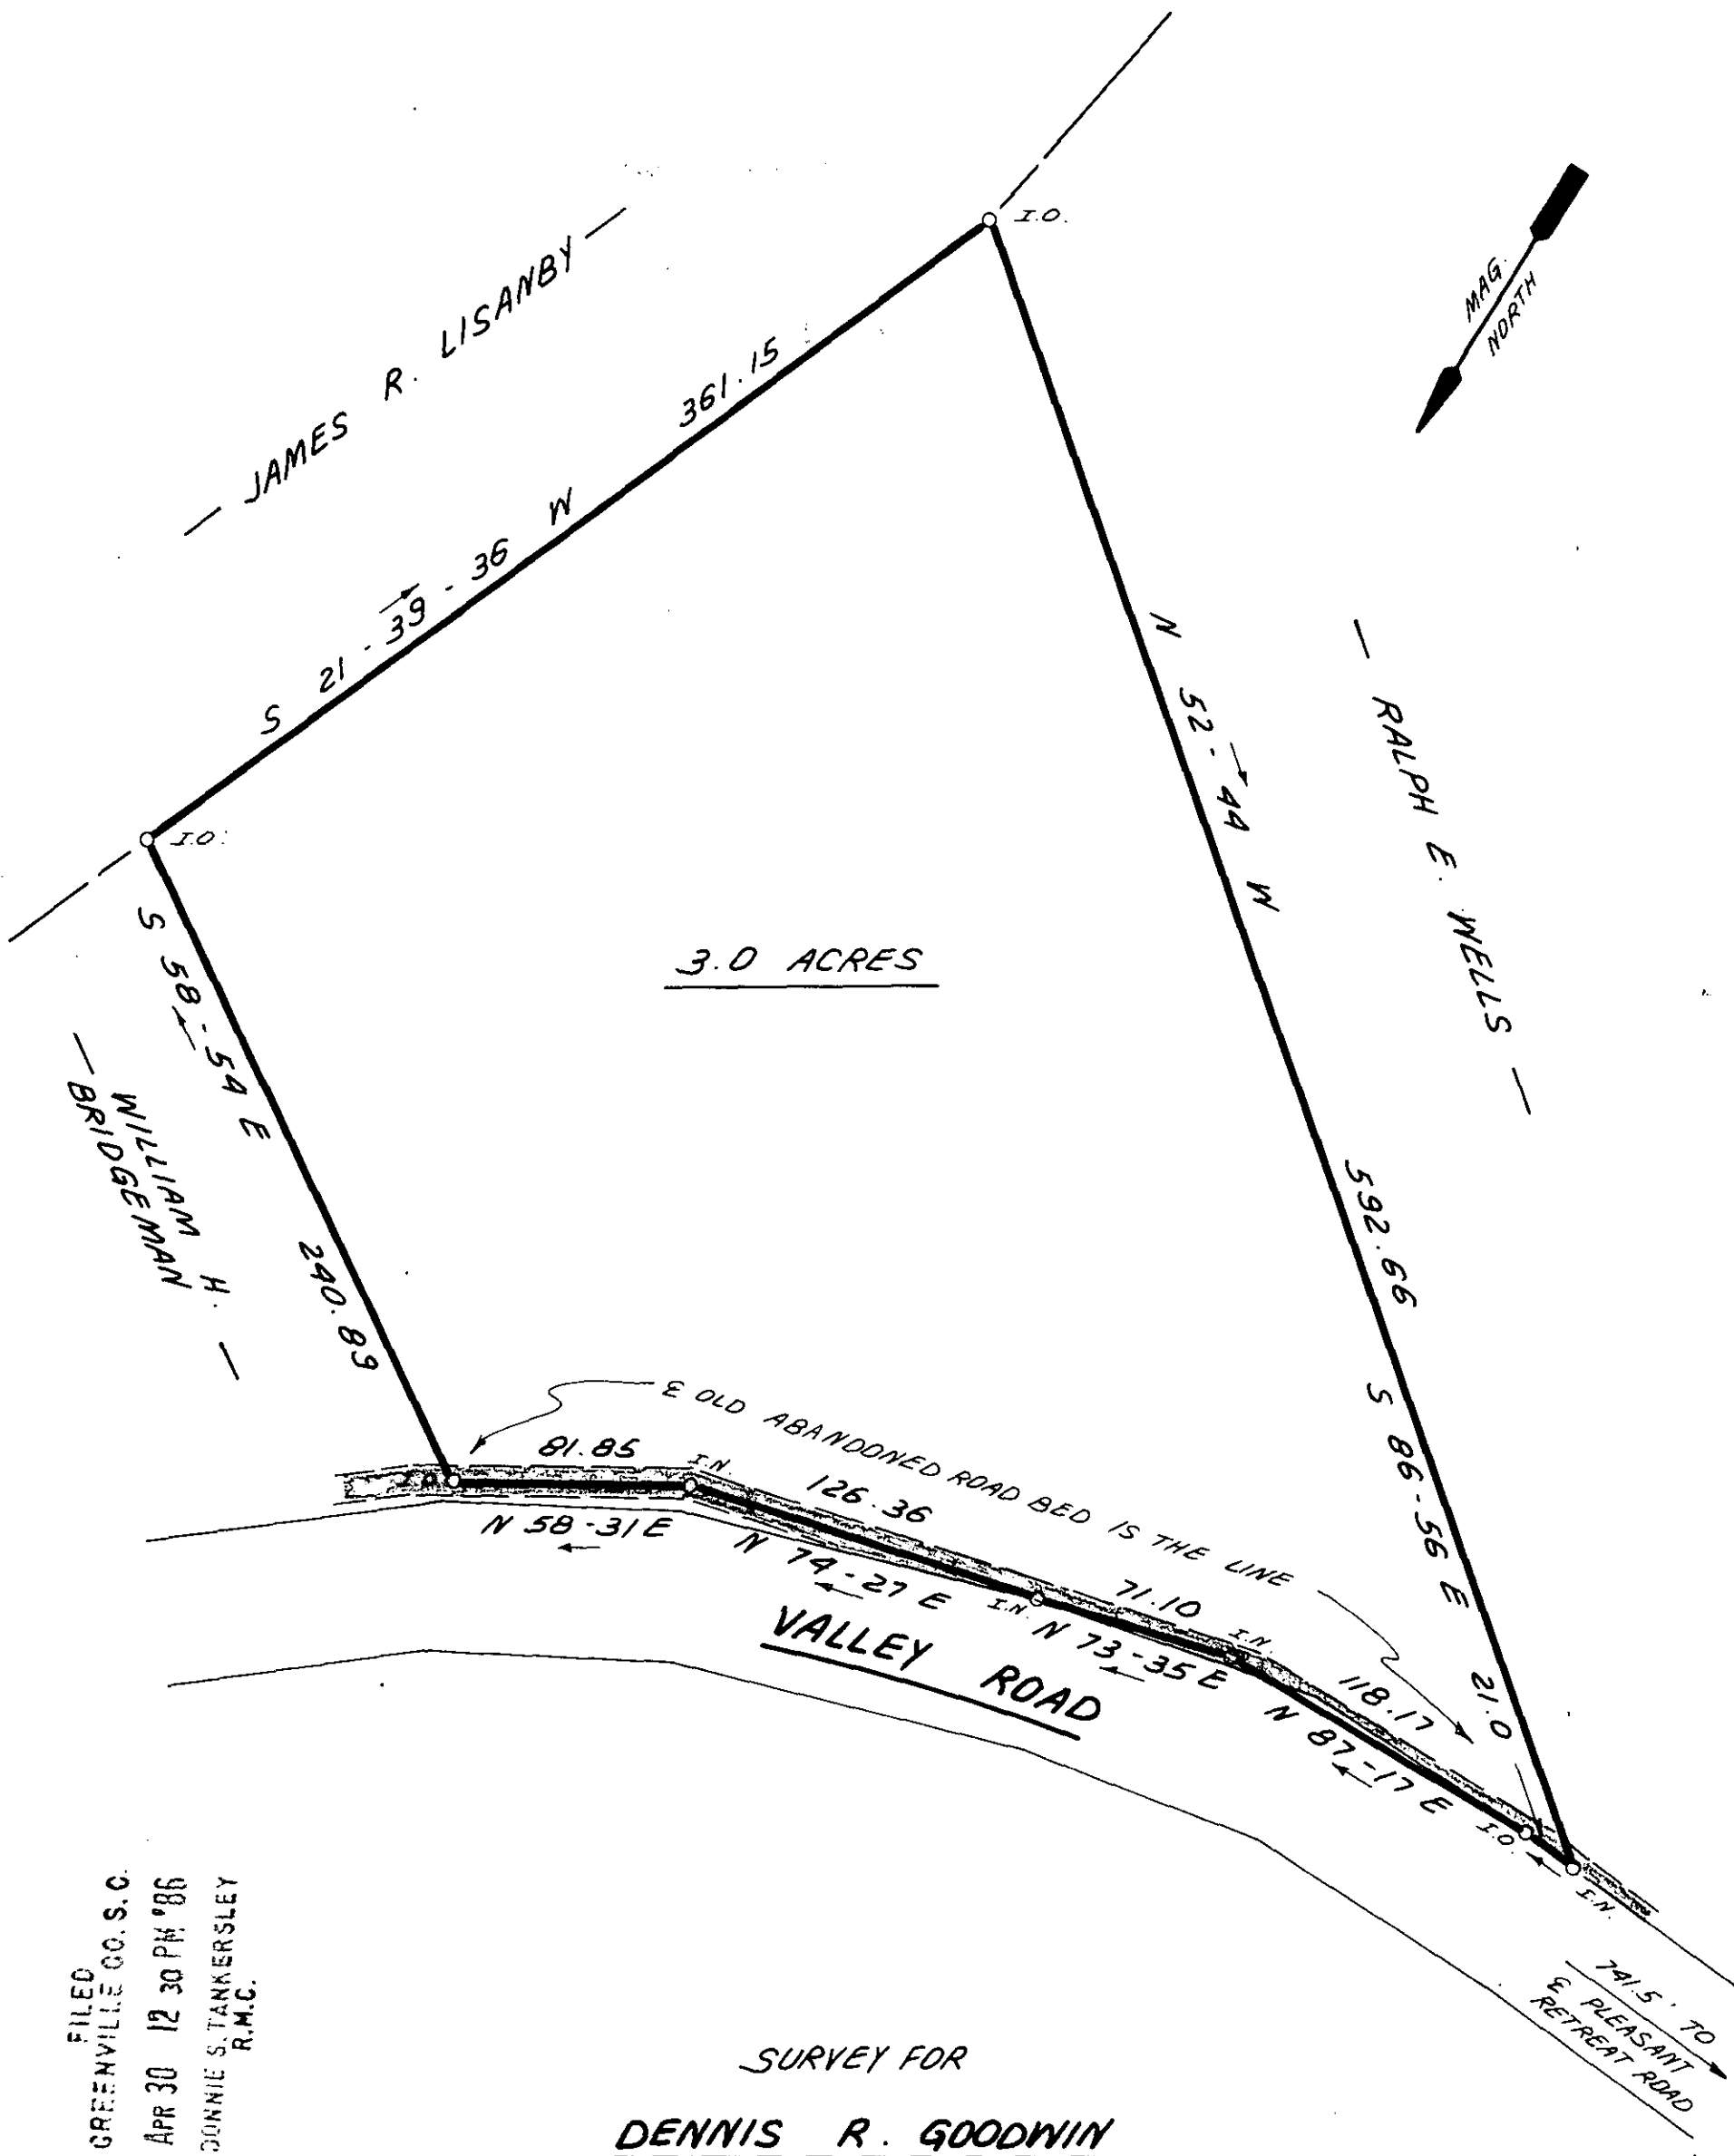 I.O.
MAG.
NORTH
— JAMES R. LISANBY —
361.15
S 21 - 39 - 36 W
N 52 - 44 W
592.66
— RALPH E. WELLS —
I.O.
S 58 - 54 E
240.89
3.0 ACRES
— WILLIAM H. —
BRIDGEMAN
S 86 - 56 E
21.0
OLD ABANDONED ROAD BED IS THE LINE
81.85
I.N.
126.36
I.O.
N 58 - 31 E
N 74 - 27 E
I.N.
71.10
I.N.
N 73 - 35 E
118.17
N 87 - 17 E
I.O.
I.N.
VALLEY ROAD
741.5' TO
PLEASANT
RETREAT ROAD
FILED
GREENVILLE CO. S. C.
APR 30 12 30 PM '86
DONNIE S. TANKERSLEY
R.M.C.
SURVEY FOR
DENNIS R. GOODWIN